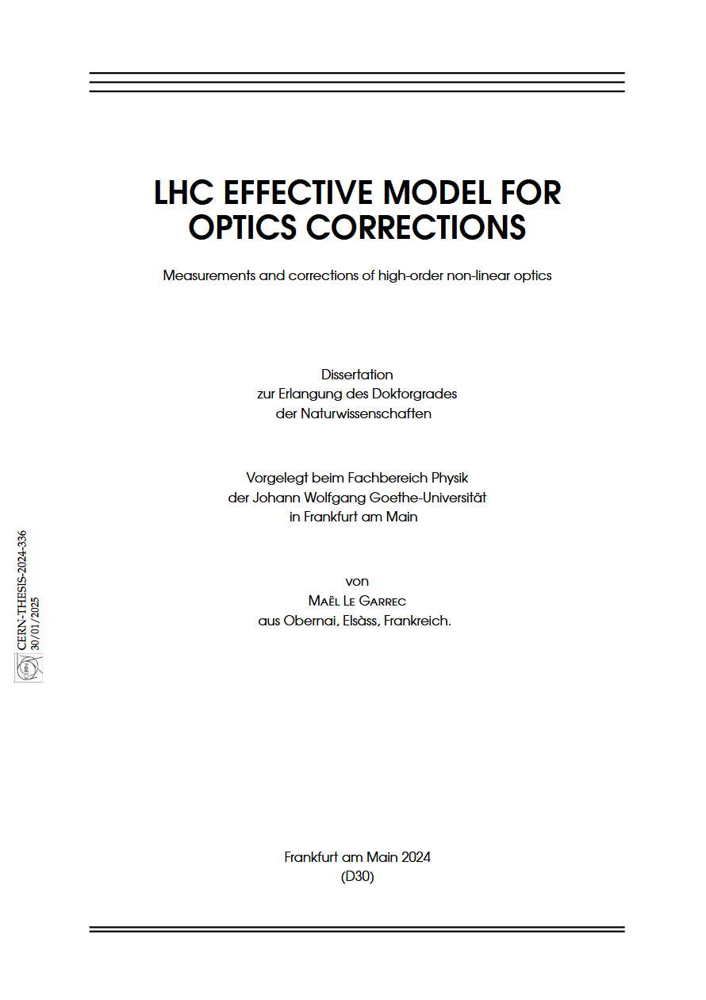 LHC EFFECTIVE MODEL FOR
OPTICS CORRECTIONS
Measurements and corrections of high-order non-linear optics
Dissertation
zur Erlangung des Doktorgrades
der Naturwissenschaften
Vorgelegt beim Fachbereich Physik
der Johann Wolfgang Goethe-Universität
in Frankfurt am Main
von
Maël Le Garrec
aus Obernai, Elsàss, Frankreich.
Frankfurt am Main 2024
(D30)
CERN-THESIS-2024-336
30/01/2025